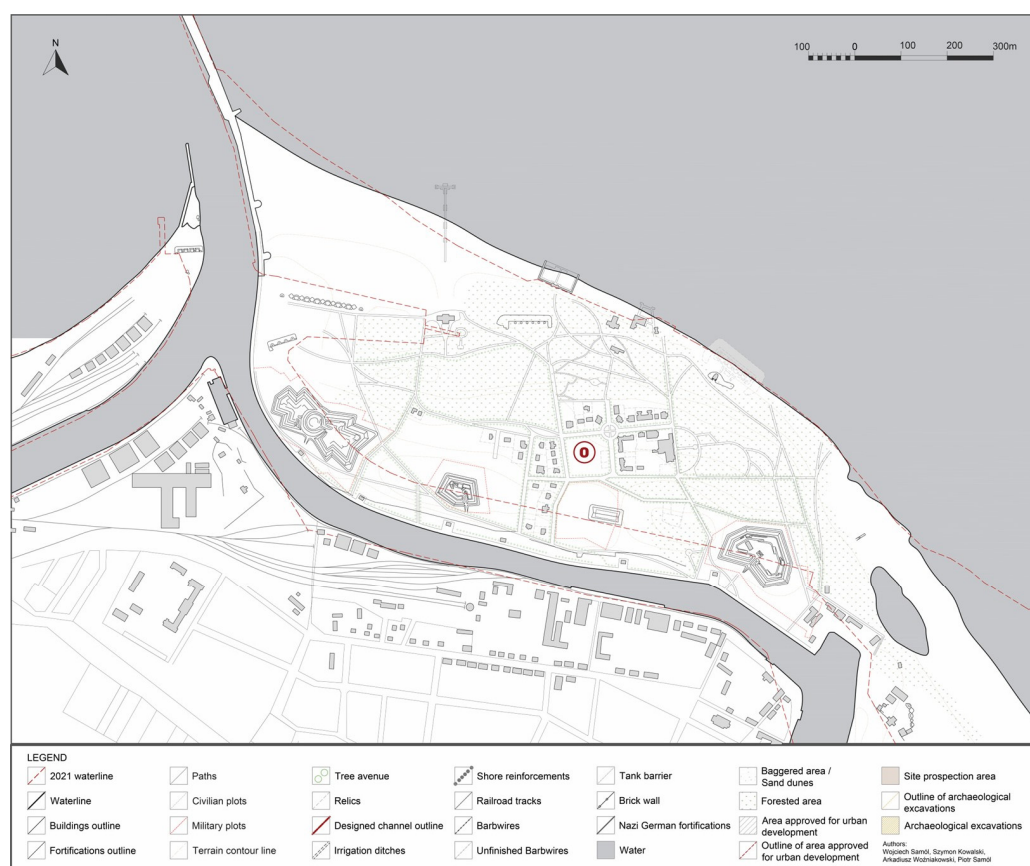 N
100 0 100 200 300m
0
LEGEND
2021 waterline
Waterline
Buildings outline
Fortifications outline
Paths
Civilian plots
Military plots
Terrain contour line
Tree avenue
Relics
Designed channel outline
Irrigation ditches
Shore reinforcements
Railroad tracks
Barbwires
Unfinished Barbwires
Tank barrier
Brick wall
Nazi German fortifications
Water
Baggered area /
Sand dunes
Forested area
Area approved for urban
development
Outline of area approved
for urban development
Site prospection area
Outline of archaeological
excavations
Archaeological excavations
Authors:
Wojciech Samól, Szymon Kowalski,
Arkadiusz Woźniakowski, Piotr Samól